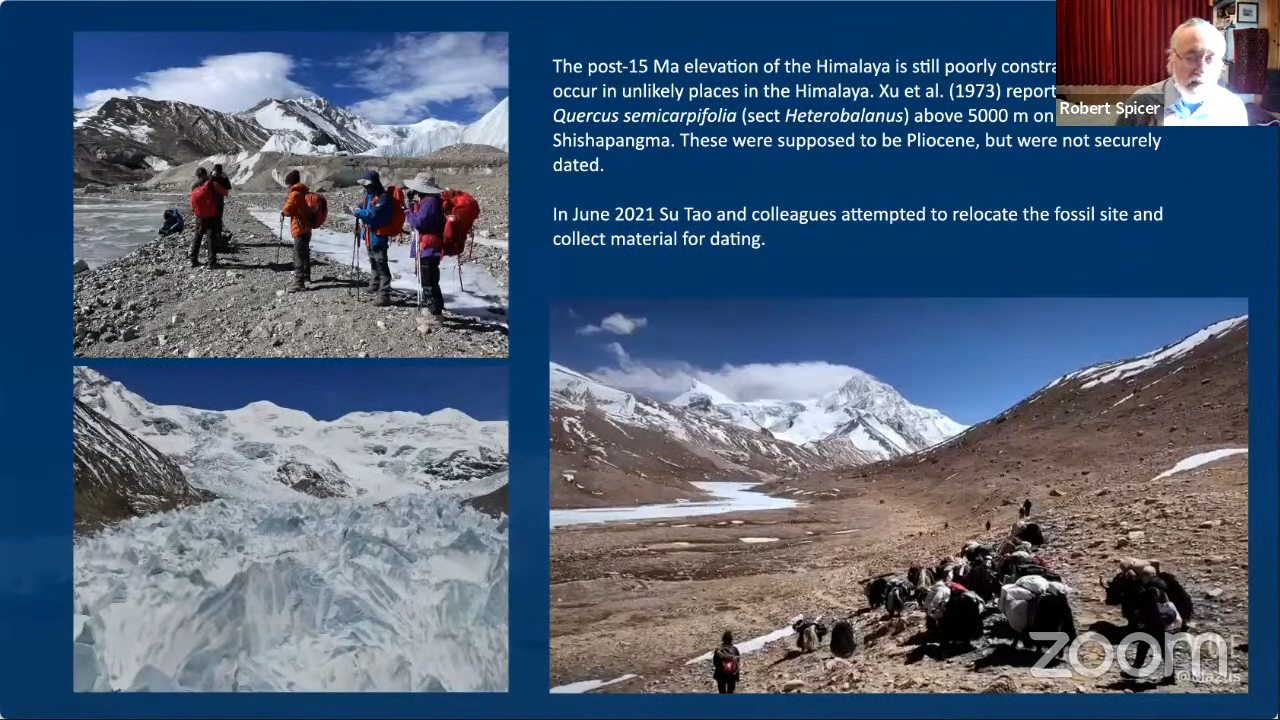 The post-15 Ma elevation of the Himalaya is still poorly
occur in unlikely places in the Himalaya. Xu et al. (1973)
Quercus semicarpifolia (sect Heterobalanus) above 5000 m on
Shishapangma. These were supposed to be Pliocene, but were not securely
dated.
In June 2021 Su Tao and colleagues attempted to relocate the fossil site and
collect material for dating.
Robert Spicer
zoom